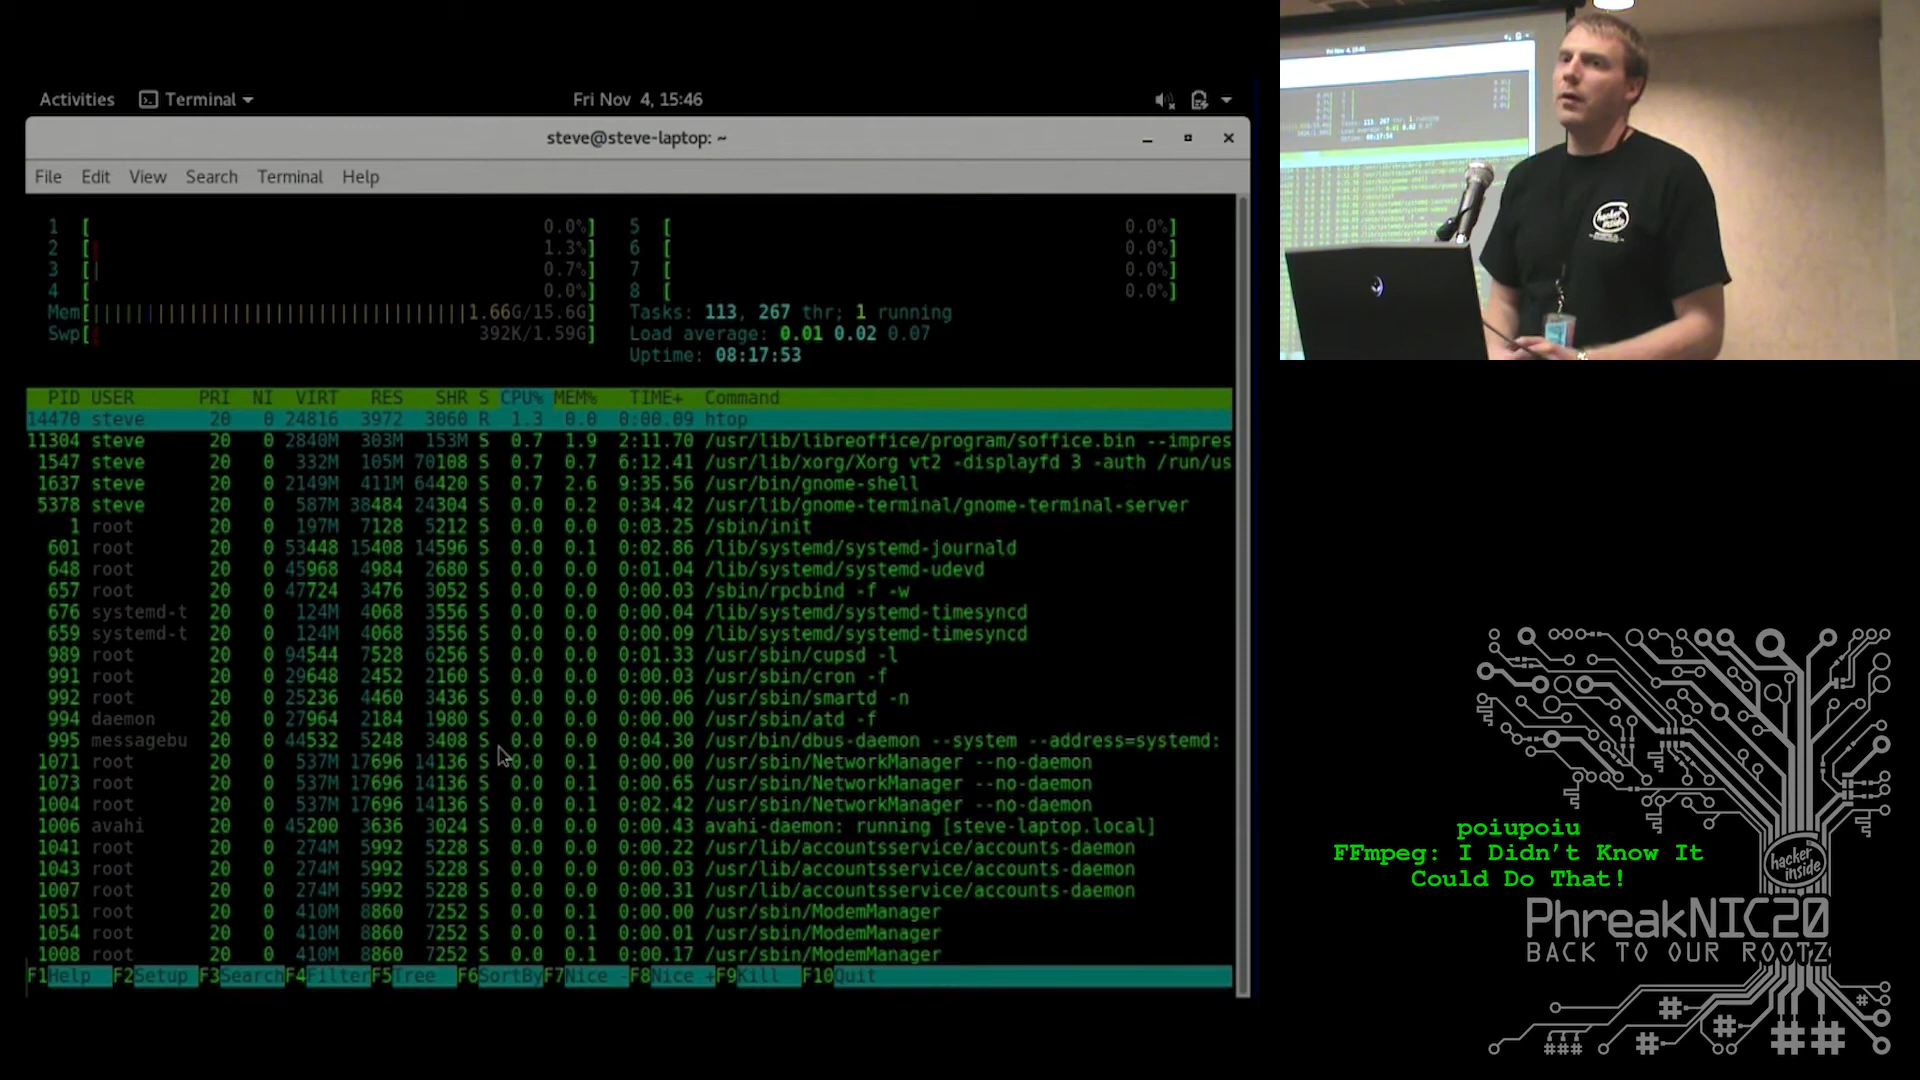 Activities Terminal Fri Nov 4, 15:46
steve@steve-laptop: ~
File Edit View Search Terminal Help
1 [ 0.0%] 5 [ 0.0%]
2 [| 1.3%] 6 [ 0.0%]
3 [| 0.7%] 7 [ 0.0%]
4 [ 0.0%] 8 [ 0.0%]
Mem[|||||||||||||||||||||||||||||||||||1.66G/15.6G] Tasks: 113, 267 thr; 1 running
Swp[| 392K/1.59G] Load average: 0.01 0.02 0.07
Uptime: 08:17:53
PID USER PRI NI VIRT RES SHR S CPU% MEM% TIME+ Command
14470 steve 20 0 24816 3972 3060 R 1.3 0.0 0:00.09 htop
11304 steve 20 0 2840M 303M 153M S 0.7 1.9 2:11.70 /usr/lib/libreoffice/program/soffice.bin --impres
1547 steve 20 0 332M 105M 70108 S 0.7 0.7 6:12.41 /usr/lib/xorg/Xorg vt2 -displayfd 3 -auth /run/us
1637 steve 20 0 2149M 411M 64420 S 0.7 2.6 9:35.56 /usr/bin/gnome-shell
5378 steve 20 0 587M 38484 24304 S 0.0 0.2 0:34.42 /usr/lib/gnome-terminal/gnome-terminal-server
1 root 20 0 197M 7128 5212 S 0.0 0.0 0:03.25 /sbin/init
601 root 20 0 53448 15408 14596 S 0.0 0.1 0:02.86 /lib/systemd/systemd-journald
648 root 20 0 45968 4984 2680 S 0.0 0.0 0:01.04 /lib/systemd/systemd-udevd
657 root 20 0 47724 3476 3052 S 0.0 0.0 0:00.03 /sbin/rpcbind -f -w
676 systemd-t 20 0 124M 4068 3556 S 0.0 0.0 0:00.04 /lib/systemd/systemd-timesyncd
659 systemd-t 20 0 124M 4068 3556 S 0.0 0.0 0:00.09 /lib/systemd/systemd-timesyncd
989 root 20 0 94544 7528 6256 S 0.0 0.0 0:01.33 /usr/sbin/cupsd -l
991 root 20 0 29648 2452 2160 S 0.0 0.0 0:00.03 /usr/sbin/cron -f
992 root 20 0 25236 4460 3436 S 0.0 0.0 0:00.06 /usr/sbin/smartd -n
994 daemon 20 0 27964 2184 1980 S 0.0 0.0 0:00.00 /usr/sbin/atd -f
995 messagebu 20 0 44532 5248 3408 S 0.0 0.0 0:04.30 /usr/bin/dbus-daemon --system --address=systemd:
1071 root 20 0 537M 17696 14136 S 0.0 0.1 0:00.00 /usr/sbin/NetworkManager --no-daemon
1073 root 20 0 537M 17696 14136 S 0.0 0.1 0:00.65 /usr/sbin/NetworkManager --no-daemon
1004 root 20 0 537M 17696 14136 S 0.0 0.1 0:02.42 /usr/sbin/NetworkManager --no-daemon
1006 avahi 20 0 45200 3636 3024 S 0.0 0.0 0:00.43 avahi-daemon: running [steve-laptop.local]
1041 root 20 0 274M 5992 5228 S 0.0 0.0 0:00.22 /usr/lib/accountsservice/accounts-daemon
1043 root 20 0 274M 5992 5228 S 0.0 0.0 0:00.03 /usr/lib/accountsservice/accounts-daemon
1007 root 20 0 274M 5992 5228 S 0.0 0.0 0:00.31 /usr/lib/accountsservice/accounts-daemon
1051 root 20 0 410M 8860 7252 S 0.0 0.1 0:00.00 /usr/sbin/ModemManager
1054 root 20 0 410M 8860 7252 S 0.0 0.1 0:00.01 /usr/sbin/ModemManager
1008 root 20 0 410M 8860 7252 S 0.0 0.1 0:00.17 /usr/sbin/ModemManager
F1Help F2Setup F3SearchF4FilterF5Tree F6SortByF7Nice -F8Nice +F9Kill F10Quit
hacker
inside
poiupoiu
FFmpeg: I Didn't Know It
Could Do That!
hacker
inside
PhreakNIC20
BACK TO OUR ROOTZ